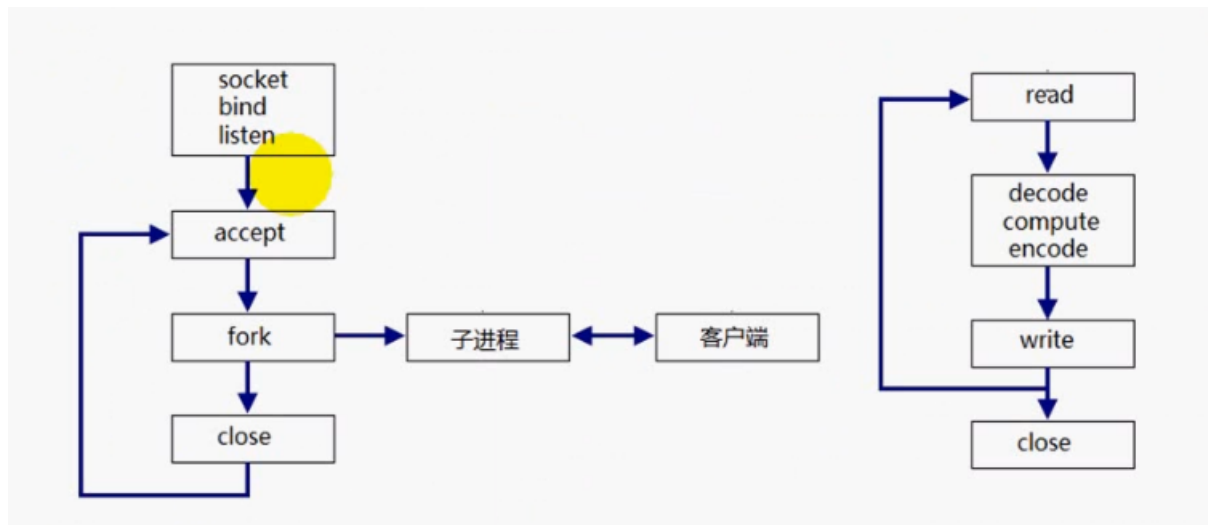 socket
bind
listen
accept
fork
子进程
客户端
close
read
decode
compute
encode
write
close